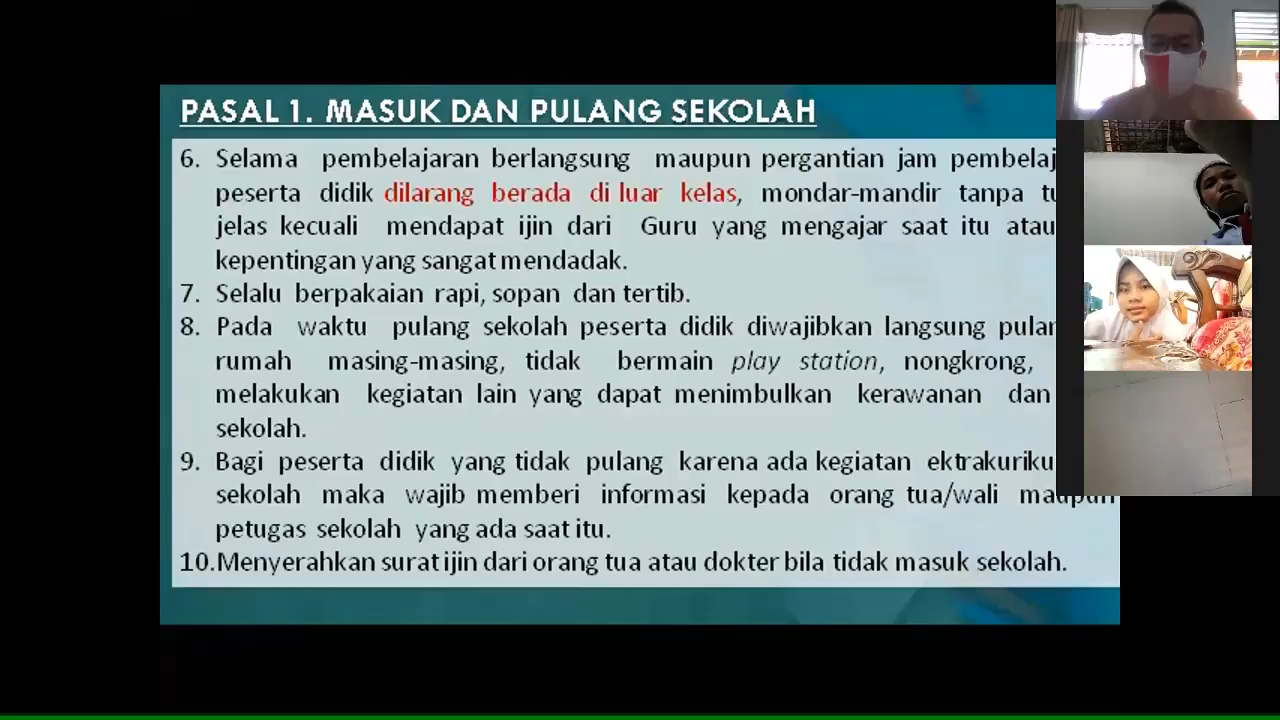 PASAL 1. MASUK DAN PULANG SEKOLAH
6. Selama pembelajaran berlangsung maupun pergantian jam
peserta didik dilarang berada di luar kelas, mondar-mandir tanpa
jelas kecuali mendapat ijin dari Guru yang mengajar saat itu atau
kepentingan yang sangat mendadak.
7. Selalu berpakaian rapi, sopan dan tertib.
8. Pada waktu pulang sekolah peserta didik diwajibkan langsung
rumah masing-masing, tidak bermain play station, nongkrong,
melakukan kegiatan lain yang dapat menimbulkan kerawanan dan
sekolah.
9. Bagi peserta didik yang tidak pulang karena ada kegiatan
sekolah maka wajib memberi informasi kepada orang tua/wali maupun
petugas sekolah yang ada saat itu.
10.Menyerahkan surat ijin dari orang tua atau dokter bila tidak masuk sekolah.